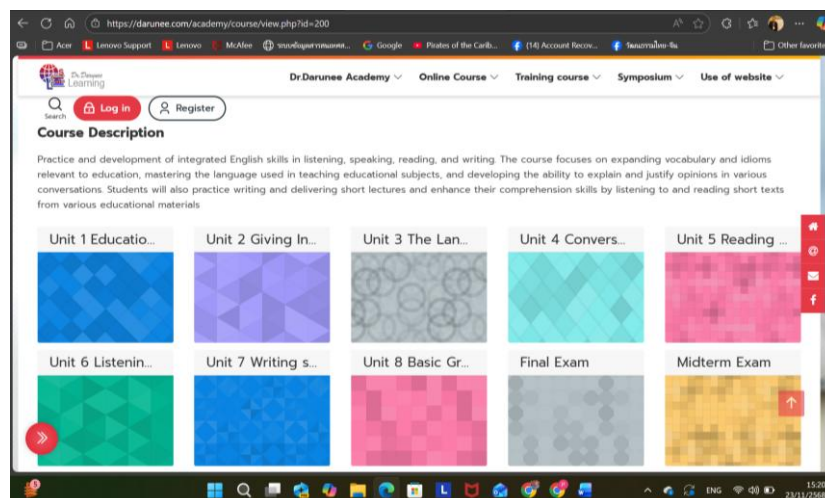 https://darunee.com/academy/course/view.php?id=200
Acer
Lenovo Support
Lenovo
McAfee
Google
Pirates of the Carib...
(14) Account Recov...
Other favorite
Dr.Darunee
Learning
Dr.Darunee Academy
Online Course
Training course
Symposium
Use of website
Search
Log in
Register
Course Description
Practice and development of integrated English skills in listening, speaking, reading, and writing. The course focuses on expanding vocabulary and idioms
relevant to education, mastering the language used in teaching educational subjects, and developing the ability to explain and justify opinions in various
conversations. Students will also practice writing and delivering short lectures and enhance their comprehension skills by listening to and reading short texts
from various educational materials
Unit 1 Educatio...
Unit 2 Giving In...
Unit 3 The Lan...
Unit 4 Convers...
Unit 5 Reading ...
Unit 6 Listenin...
Unit 7 Writing s...
Unit 8 Basic Gr...
Final Exam
Midterm Exam
ENG
15:20
23/11/2568